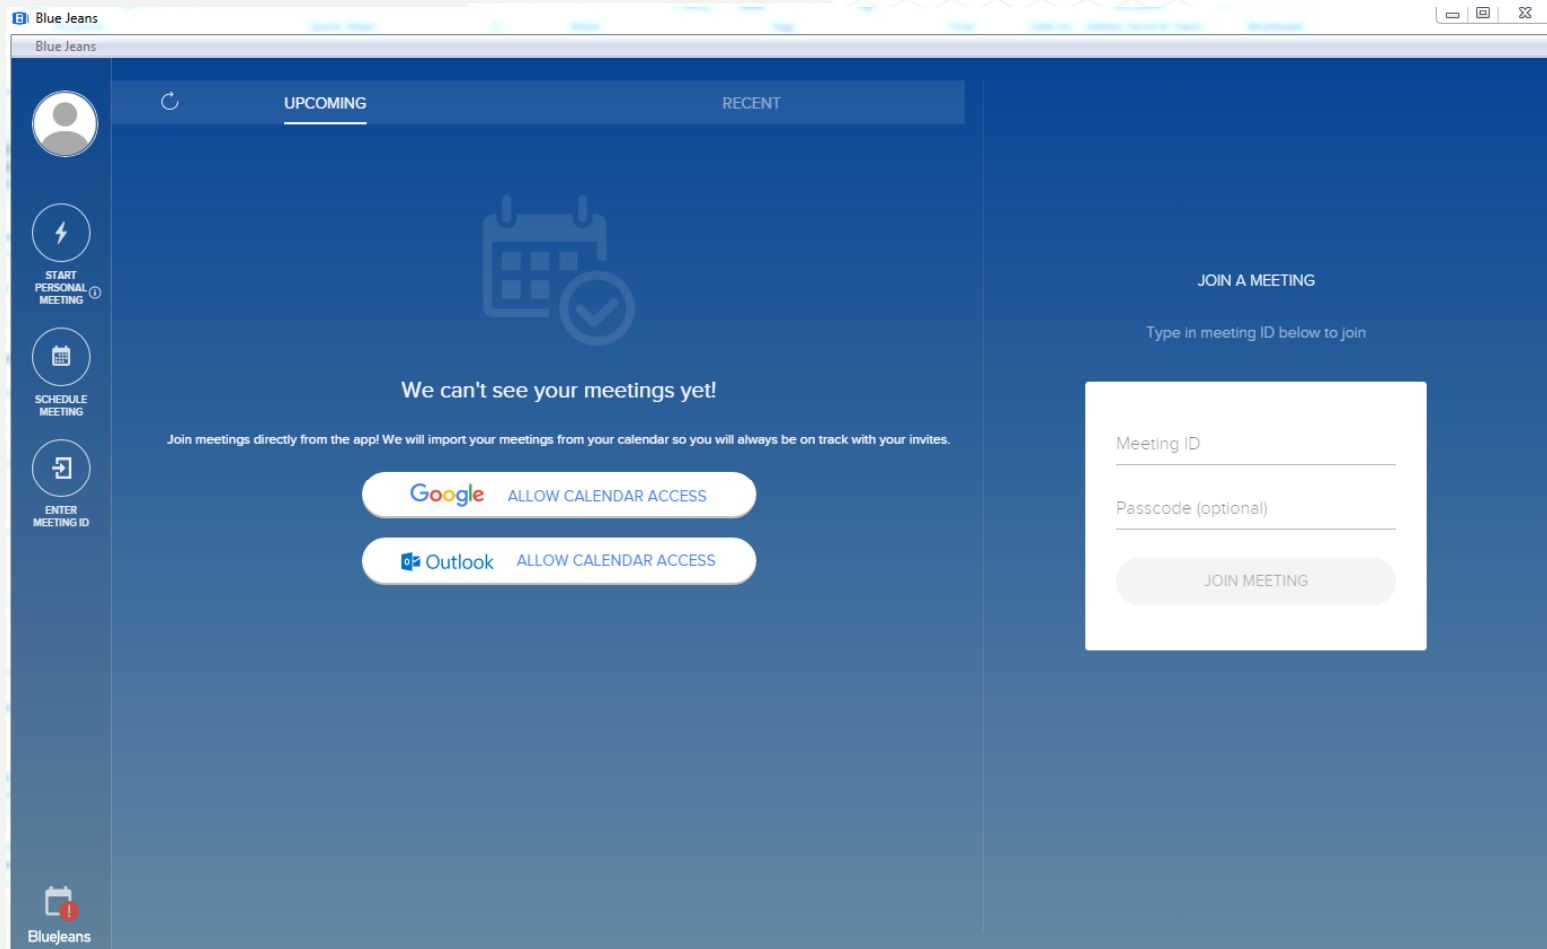 Blue Jeans
Blue Jeans
UPCOMING
RECENT
START
PERSONAL
MEETING
SCHEDULE
MEETING
ENTER
MEETING ID
We can't see your meetings yet!
Join meetings directly from the app! We will import your meetings from your calendar so you will always be on track with your invites.
Google ALLOW CALENDAR ACCESS
Outlook ALLOW CALENDAR ACCESS
JOIN A MEETING
Type in meeting ID below to join
Meeting ID
Passcode (optional)
JOIN MEETING
BlueJeans